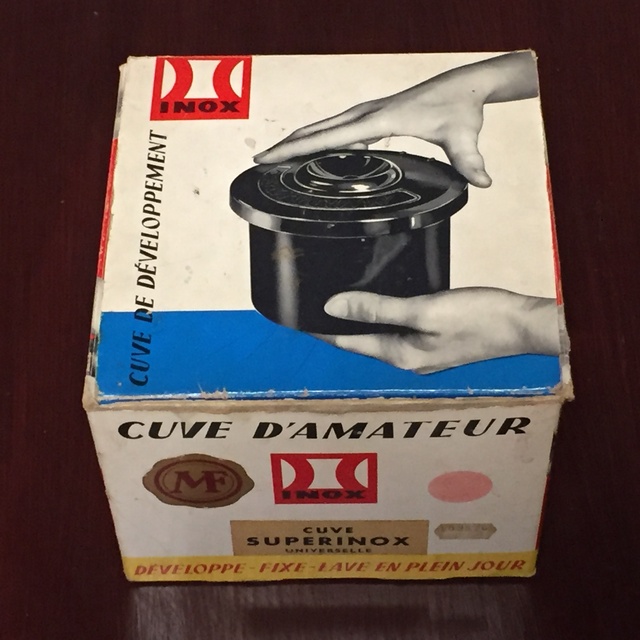 INOX
CUVE DE DÉVELOPPEMENT
CUVE D'AMATEUR
MF
INOX
CUVE
SUPERINOX
UNIVERSELLE
DÉVELOPPE - FIXE - LAVE EN PLEIN JOUR